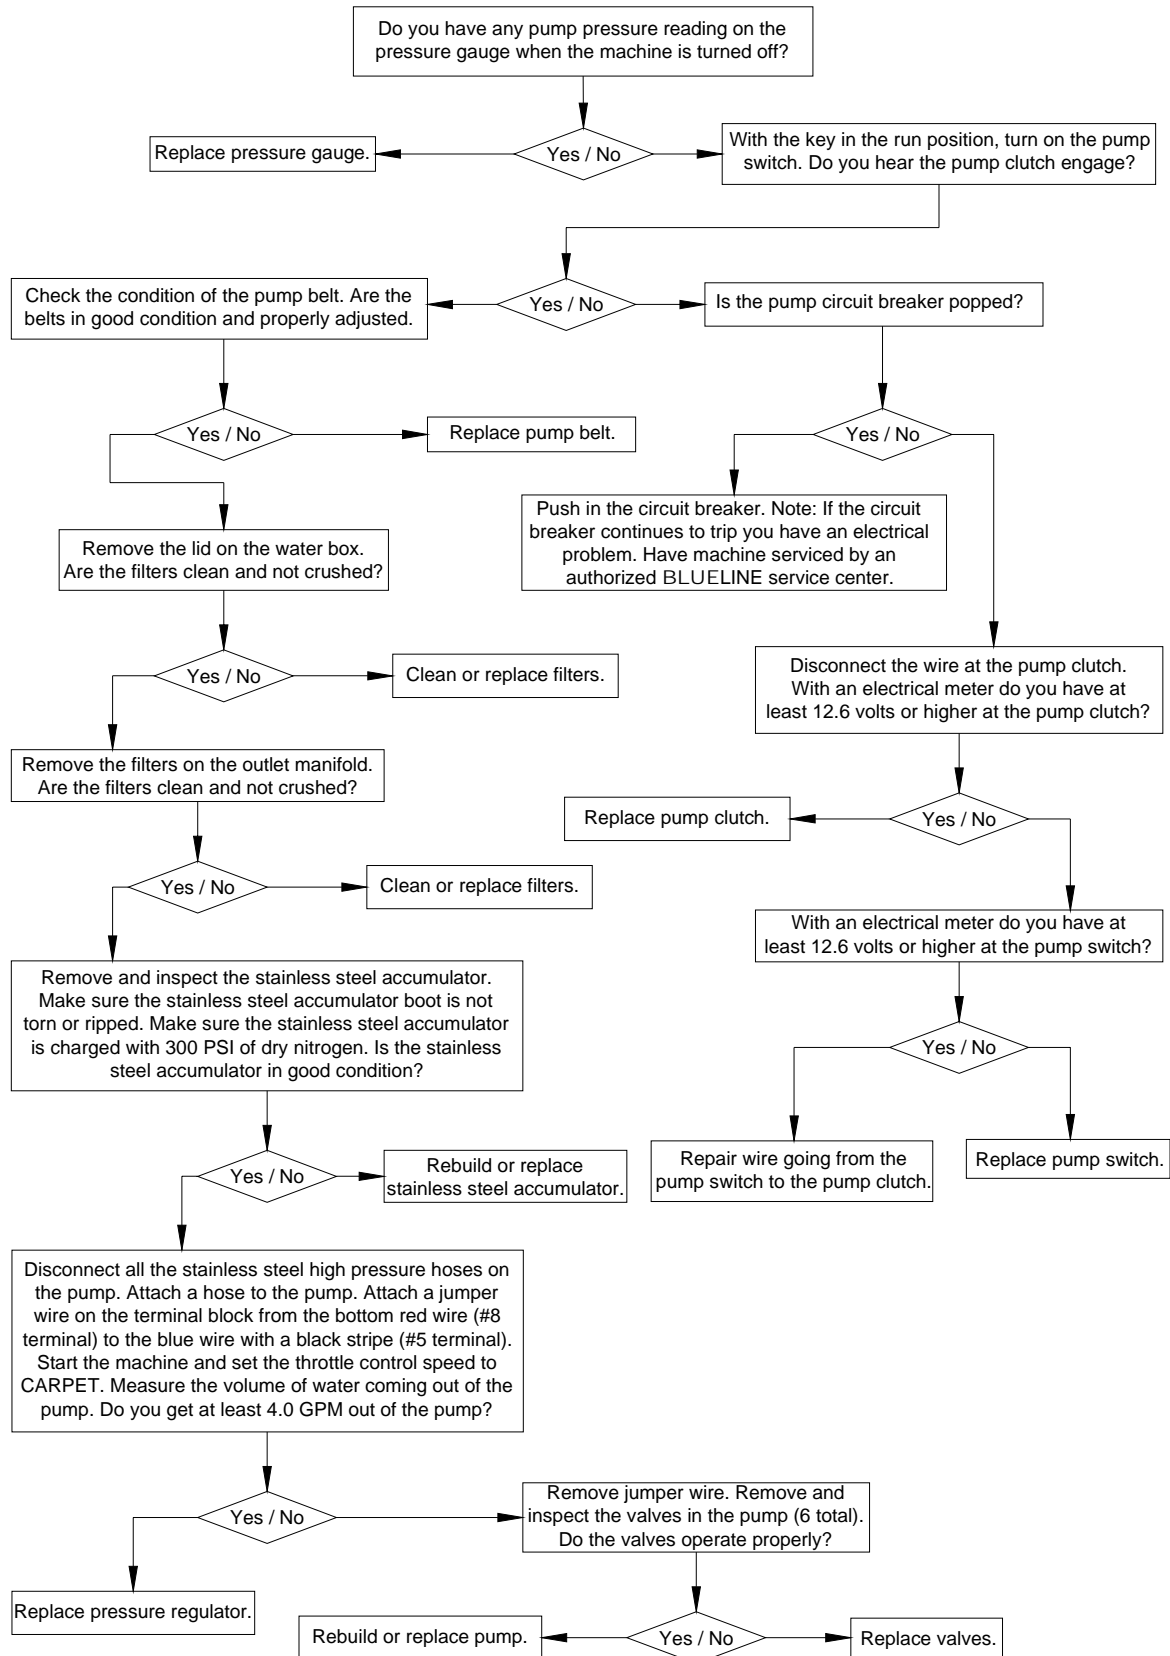 Do you have any pump pressure reading on the
pressure gauge when the machine is turned off?
Yes / No
Replace pressure gauge.
With the key in the run position, turn on the pump
switch. Do you hear the pump clutch engage?
Yes / No
Check the condition of the pump belt. Are the
belts in good condition and properly adjusted.
Is the pump circuit breaker popped?
Yes / No
Replace pump belt.
Yes / No
Push in the circuit breaker. Note: If the circuit
breaker continues to trip you have an electrical
problem. Have machine serviced by an
authorized BLUELINE service center.
Remove the lid on the water box.
Are the filters clean and not crushed?
Yes / No
Clean or replace filters.
Disconnect the wire at the pump clutch.
With an electrical meter do you have at
least 12.6 volts or higher at the pump clutch?
Remove the filters on the outlet manifold.
Are the filters clean and not crushed?
Replace pump clutch.
Yes / No
Yes / No
Clean or replace filters.
With an electrical meter do you have at
least 12.6 volts or higher at the pump switch?
Remove and inspect the stainless steel accumulator.
Make sure the stainless steel accumulator boot is not
torn or ripped. Make sure the stainless steel accumulator
is charged with 300 PSI of dry nitrogen. Is the stainless
steel accumulator in good condition?
Yes / No
Repair wire going from the
pump switch to the pump clutch.
Replace pump switch.
Yes / No
Rebuild or replace
stainless steel accumulator.
Disconnect all the stainless steel high pressure hoses on
the pump. Attach a hose to the pump. Attach a jumper
wire on the terminal block from the bottom red wire (#8
terminal) to the blue wire with a black stripe (#5 terminal).
Start the machine and set the throttle control speed to
CARPET. Measure the volume of water coming out of the
pump. Do you get at least 4.0 GPM out of the pump?
Yes / No
Remove jumper wire. Remove and
inspect the valves in the pump (6 total).
Do the valves operate properly?
Replace pressure regulator.
Rebuild or replace pump.
Yes / No
Replace valves.